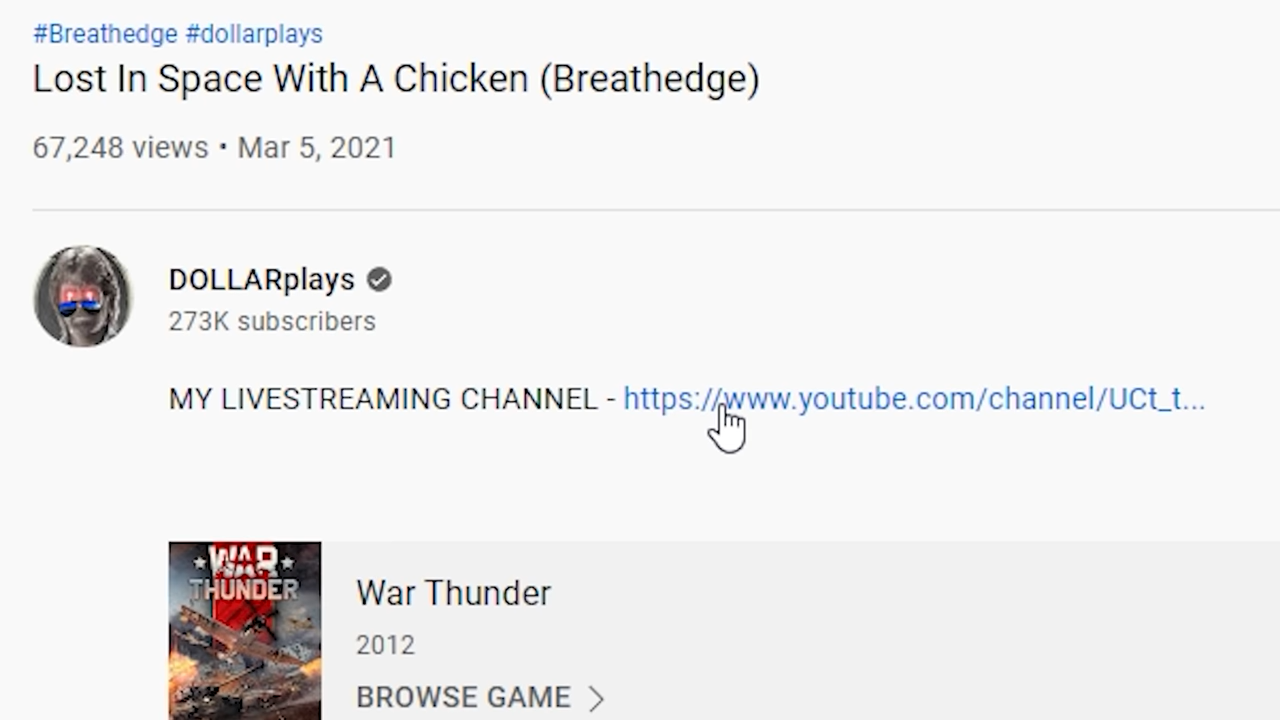 #Breathedge #dollarplays
Lost In Space With A Chicken (Breathedge)
67,248 views • Mar 5, 2021
DOLLARplays
273K subscribers
MY LIVESTREAMING CHANNEL - https://www.youtube.com/channel/UCt_t...
WAR
THUNDER
War Thunder
2012
BROWSE GAME